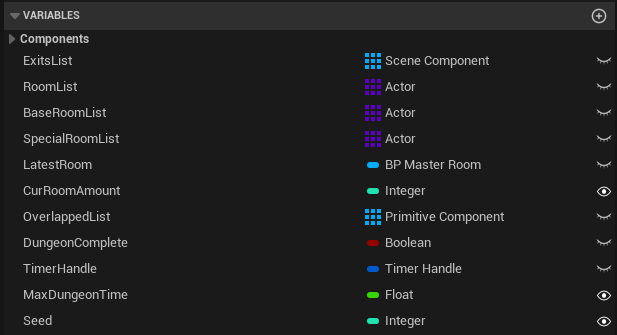 VARIABLES
Components
ExitsList Scene Component
RoomList Actor
BaseRoomList Actor
SpecialRoomList Actor
LatestRoom BP Master Room
CurRoomAmount Integer
OverlappedList Primitive Component
DungeonComplete Boolean
TimerHandle Timer Handle
MaxDungeonTime Float
Seed Integer